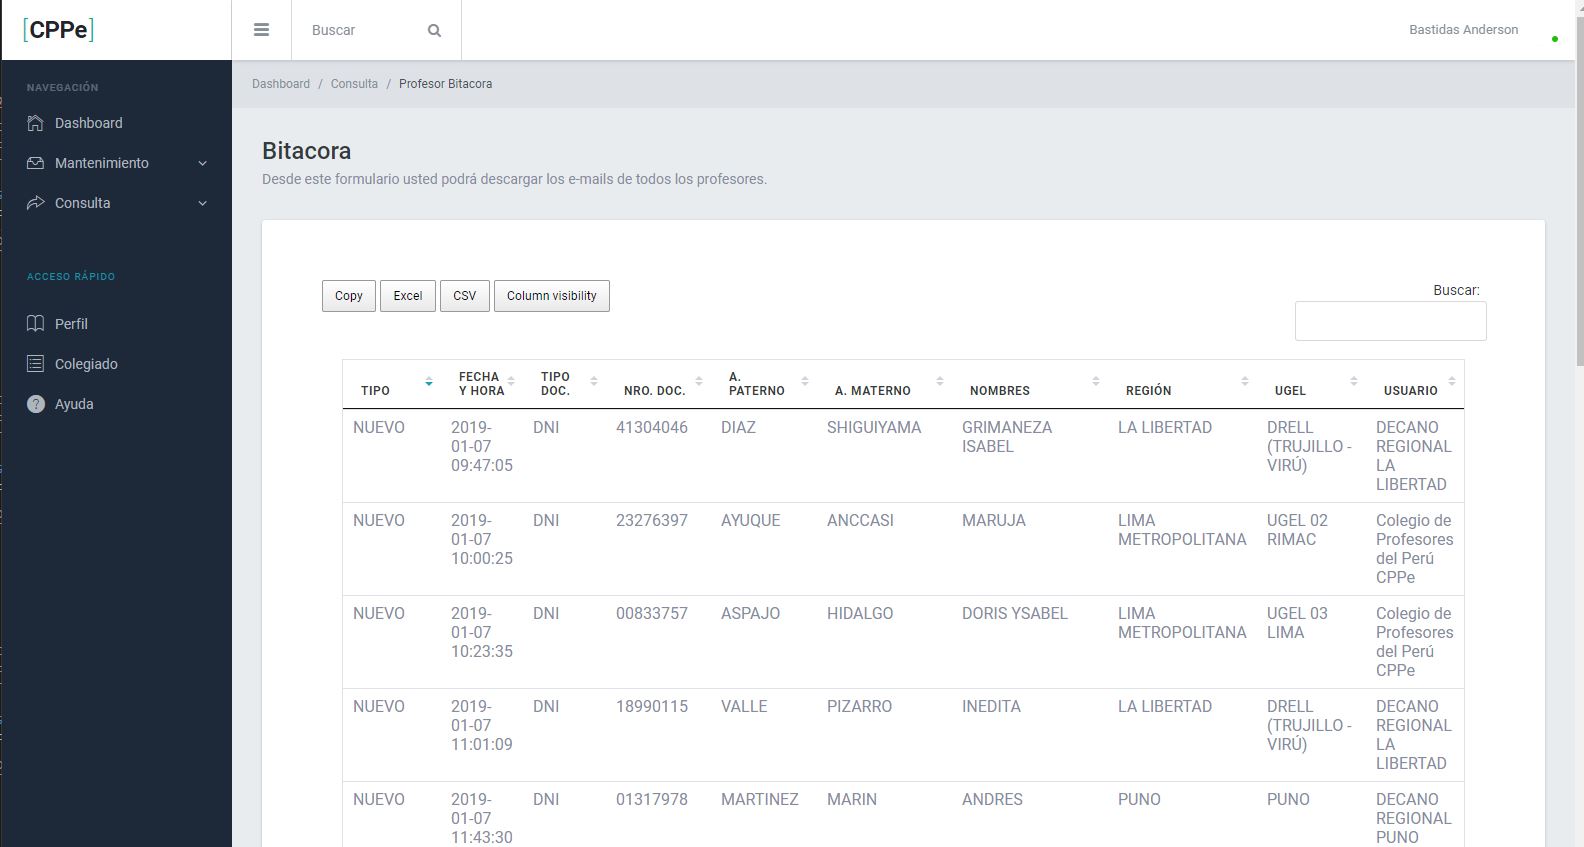 [CPPe]
Buscar
Bastidas Anderson
NAVEGACIÓN
Dashboard
Mantenimiento
Consulta
ACCESO RÁPIDO
Perfil
Colegiado
Ayuda
Dashboard / Consulta / Profesor Bitacora
Bitacora
Desde este formulario usted podrá descargar los e-mails de todos los profesores.
Copy Excel CSV Column visibility
Buscar:
TIPO FECHA Y HORA TIPO DOC. NRO. DOC. A. PATERNO A. MATERNO NOMBRES REGIÓN UGEL USUARIO
NUEVO 2019-01-07 09:47:05 DNI 41304046 DIAZ SHIGUIYAMA GRIMANEZA ISABEL LA LIBERTAD DRELL (TRUJILLO - VIRÚ) DECANO REGIONAL LA LIBERTAD
NUEVO 2019-01-07 10:00:25 DNI 23276397 AYUQUE ANCCASI MARUJA LIMA METROPOLITANA UGEL 02 RIMAC Colegio de Profesores del Perú CPPe
NUEVO 2019-01-07 10:23:35 DNI 00833757 ASPAJO HIDALGO DORIS YSABEL LIMA METROPOLITANA UGEL 03 LIMA Colegio de Profesores del Perú CPPe
NUEVO 2019-01-07 11:01:09 DNI 18990115 VALLE PIZARRO INEDITA LA LIBERTAD DRELL (TRUJILLO - VIRÚ) DECANO REGIONAL LA LIBERTAD
NUEVO 2019-01-07 11:43:30 DNI 01317978 MARTINEZ MARIN ANDRES PUNO PUNO DECANO REGIONAL PUNO